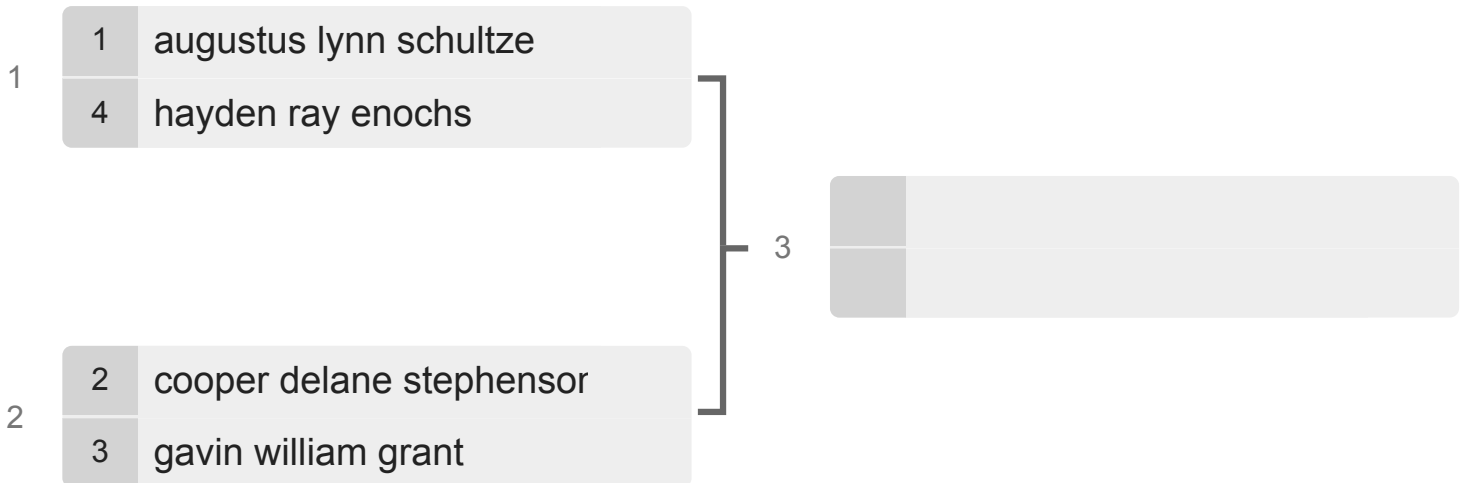 1
1 augustus lynn schultze
4 hayden ray enochs
3
2
2 cooper delane stephensor
3 gavin william grant